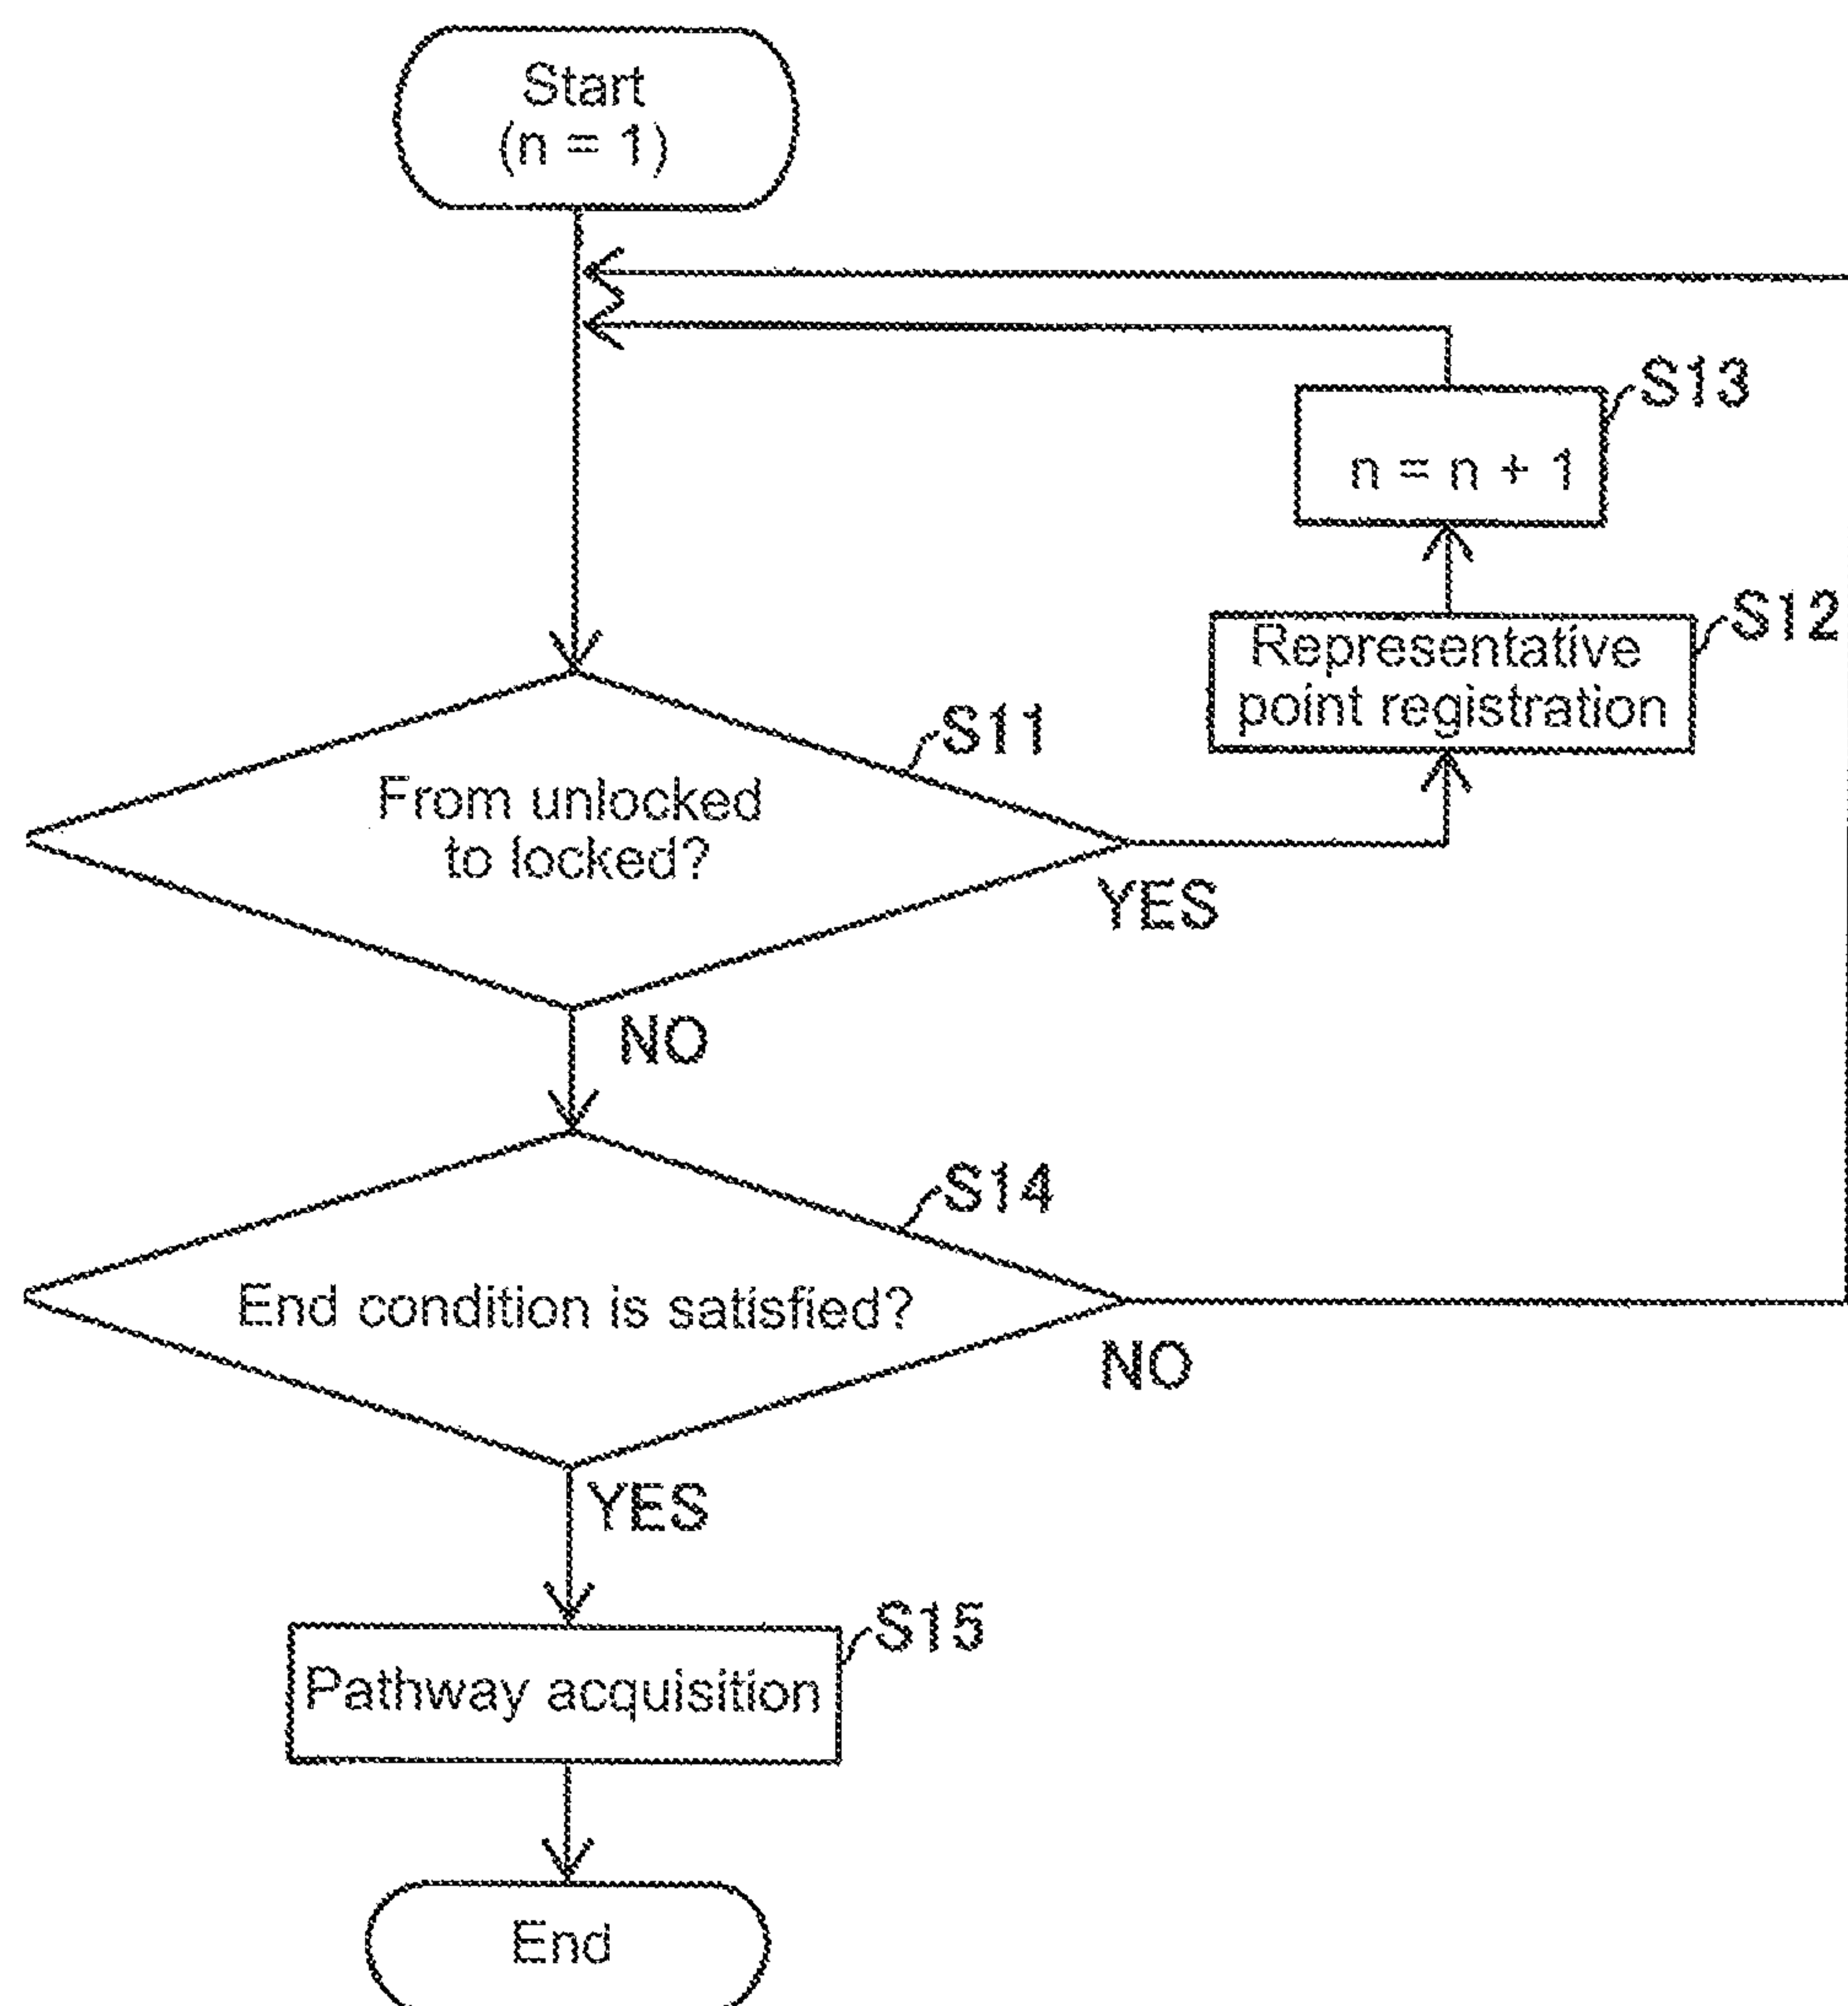 Start
(n = 1)
S13
n = n + 1
S12
Representative
point registration
S11
From unlocked
to locked?
YES
NO
S14
End condition is satisfied?
NO
YES
S15
Pathway acquisition
End